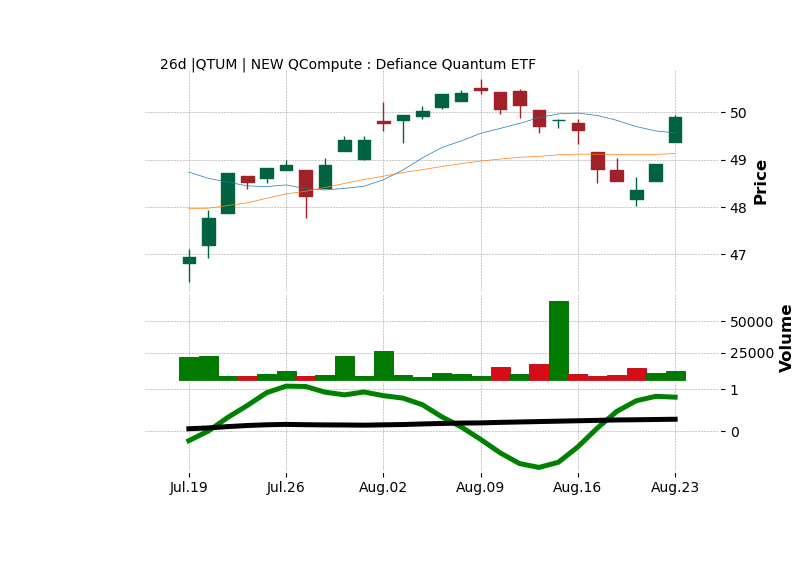 26d |QTUM | NEW QCompute : Defiance Quantum ETF
50
49
48
47
Price
50000
25000
Volume
1
0
Jul.19 Jul.26 Aug.02 Aug.09 Aug.16 Aug.23